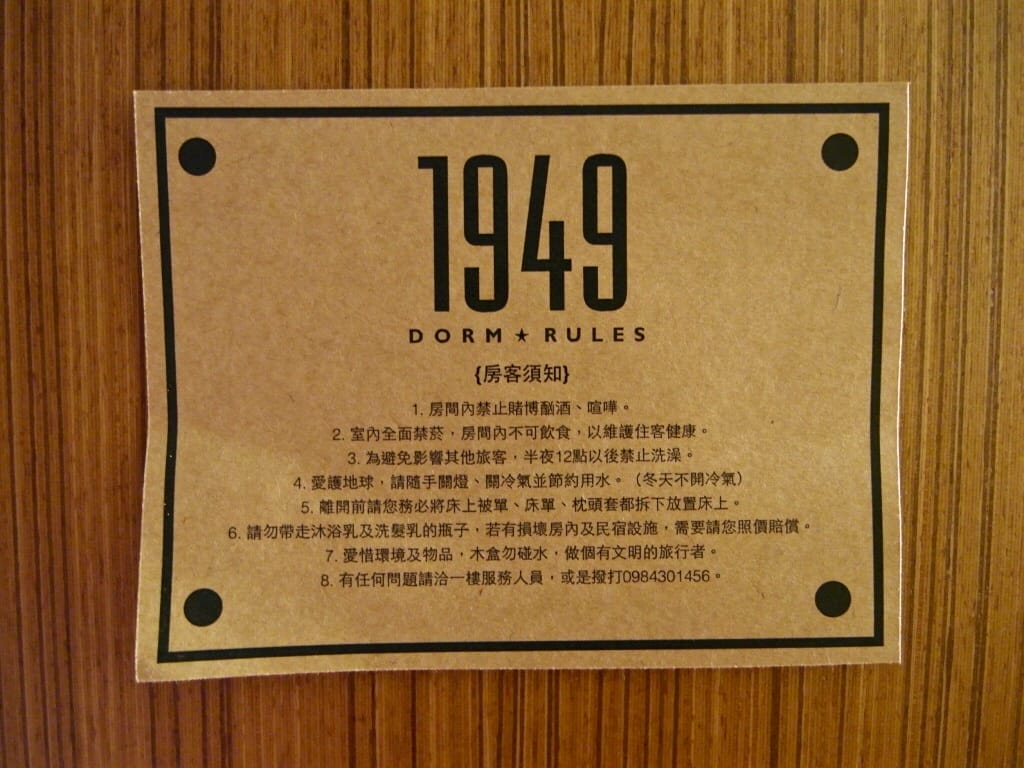 1949
DORM★RULES
{房客須知}
1. 房間內禁止賭博酗酒、喧嘩。
2. 室內全面禁菸，房間內不可飲食，以維護住客健康。
3. 為避免影響其他旅客，半夜12點以後禁止洗澡。
4. 愛護地球，請隨手關燈、關冷氣並節約用水。（冬天不開冷氣）
5. 離開前請您務必將床上被單、床單、枕頭套都拆下放置床上。
6. 請勿帶走沐浴乳及洗髮乳的瓶子，若有損壞房內及民宿設施，需要請您照價賠償。
7. 愛惜環境及物品，木盒勿碰水，做個有文明的旅行者。
8. 有任何問題請洽一樓服務人員，或是撥打0984301456。